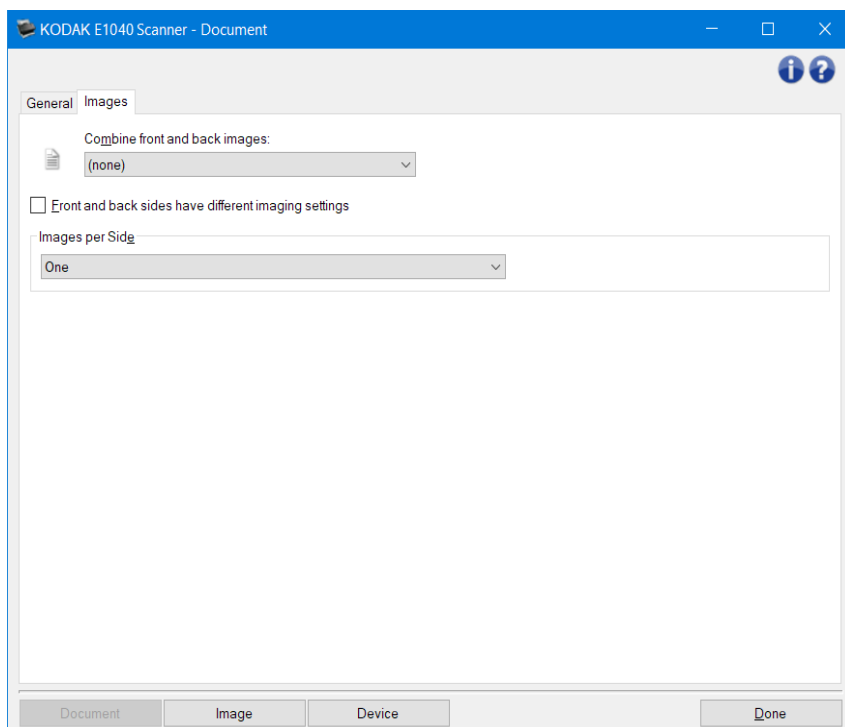 KODAK E1040 Scanner - Document
General Images
Combine front and back images:
(none)
Front and back sides have different imaging settings
Images per Side
One
Document Image Device Done